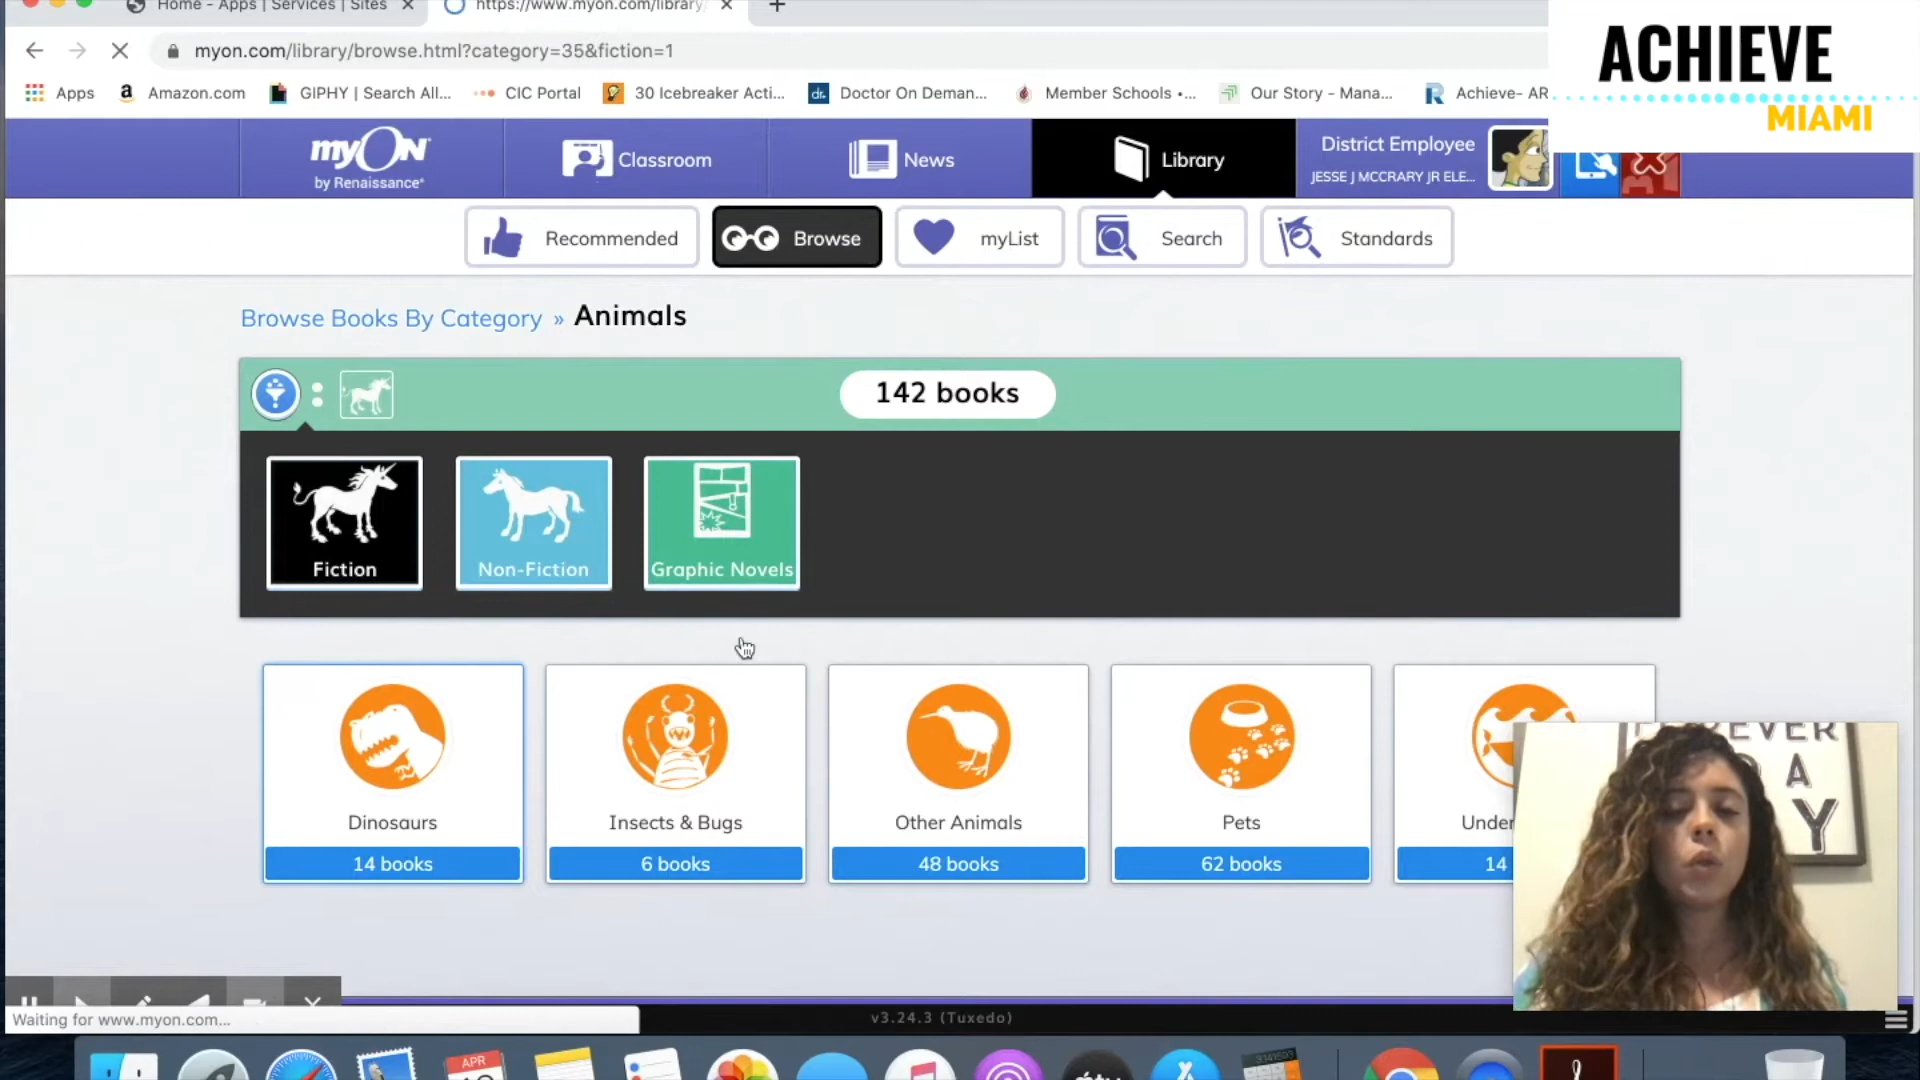 Home - Apps | Services | Sites
https://www.myon.com/library/
myon.com/library/browse.html?category=35&fiction=1
ACHIEVE
MIAMI
Apps
Amazon.com
GIPHY | Search All...
CIC Portal
30 Icebreaker Acti...
Doctor On Deman...
Member Schools •...
Our Story - Mana...
Achieve- AR
myON
by Renaissance
Classroom
News
Library
District Employee
JESSE J MCCRARY JR ELE...
Recommended
Browse
myList
Search
Standards
Browse Books By Category » Animals
142 books
Fiction
Non-Fiction
Graphic Novels
Dinosaurs
Insects & Bugs
Other Animals
Pets
Under
14 books
6 books
48 books
62 books
14
FOREVER
A
Y
Waiting for www.myon.com...
v3.24.3 (Tuxedo)
APR